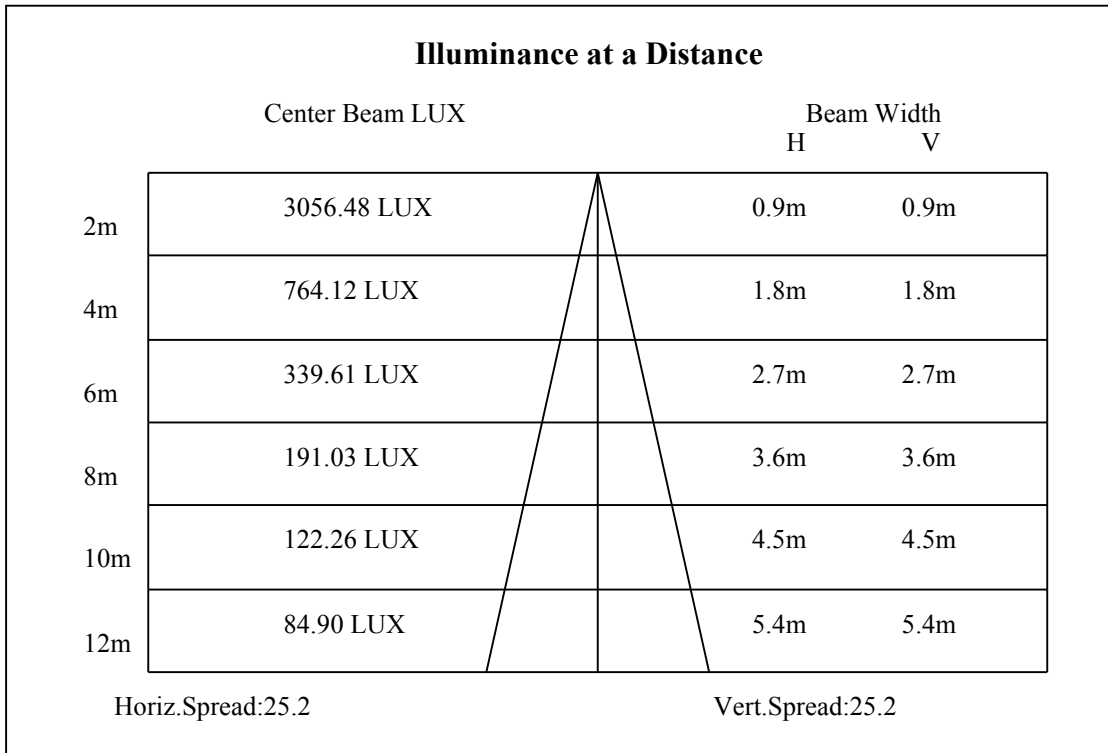 Illuminance at a Distance
Center Beam LUX Beam Width
H V
2m 3056.48 LUX 0.9m 0.9m
4m 764.12 LUX 1.8m 1.8m
6m 339.61 LUX 2.7m 2.7m
8m 191.03 LUX 3.6m 3.6m
10m 122.26 LUX 4.5m 4.5m
12m 84.90 LUX 5.4m 5.4m
Horiz.Spread:25.2 Vert.Spread:25.2